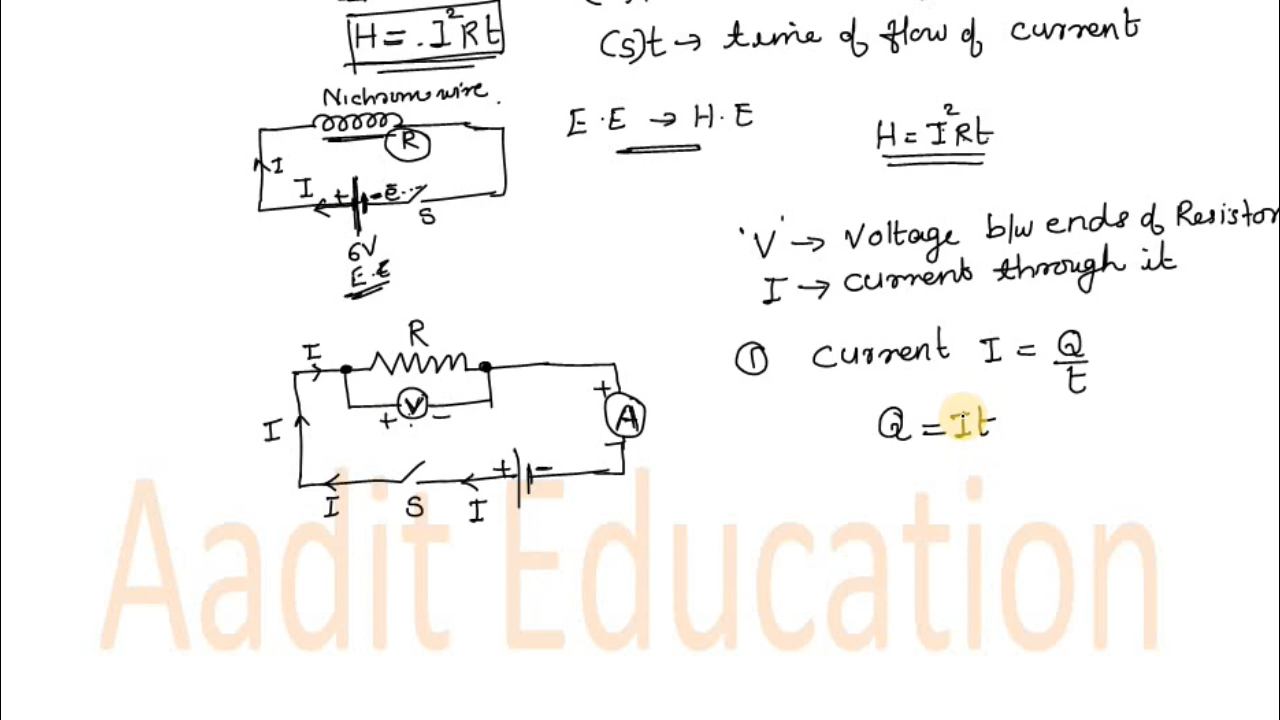 H = . I²Rt
(s) t → time of flow of current
Nichrome wire.
R
I
I
+
- ē..
S
6V
E.E
E.E → H.E
H = I²Rt
'V' → Voltage b/w ends of Resistor
I → current through it
① Current I = Q/t
Q = It
R
I
+ V -
I
+
A
-
I
S
I
+ -
Aadit Education